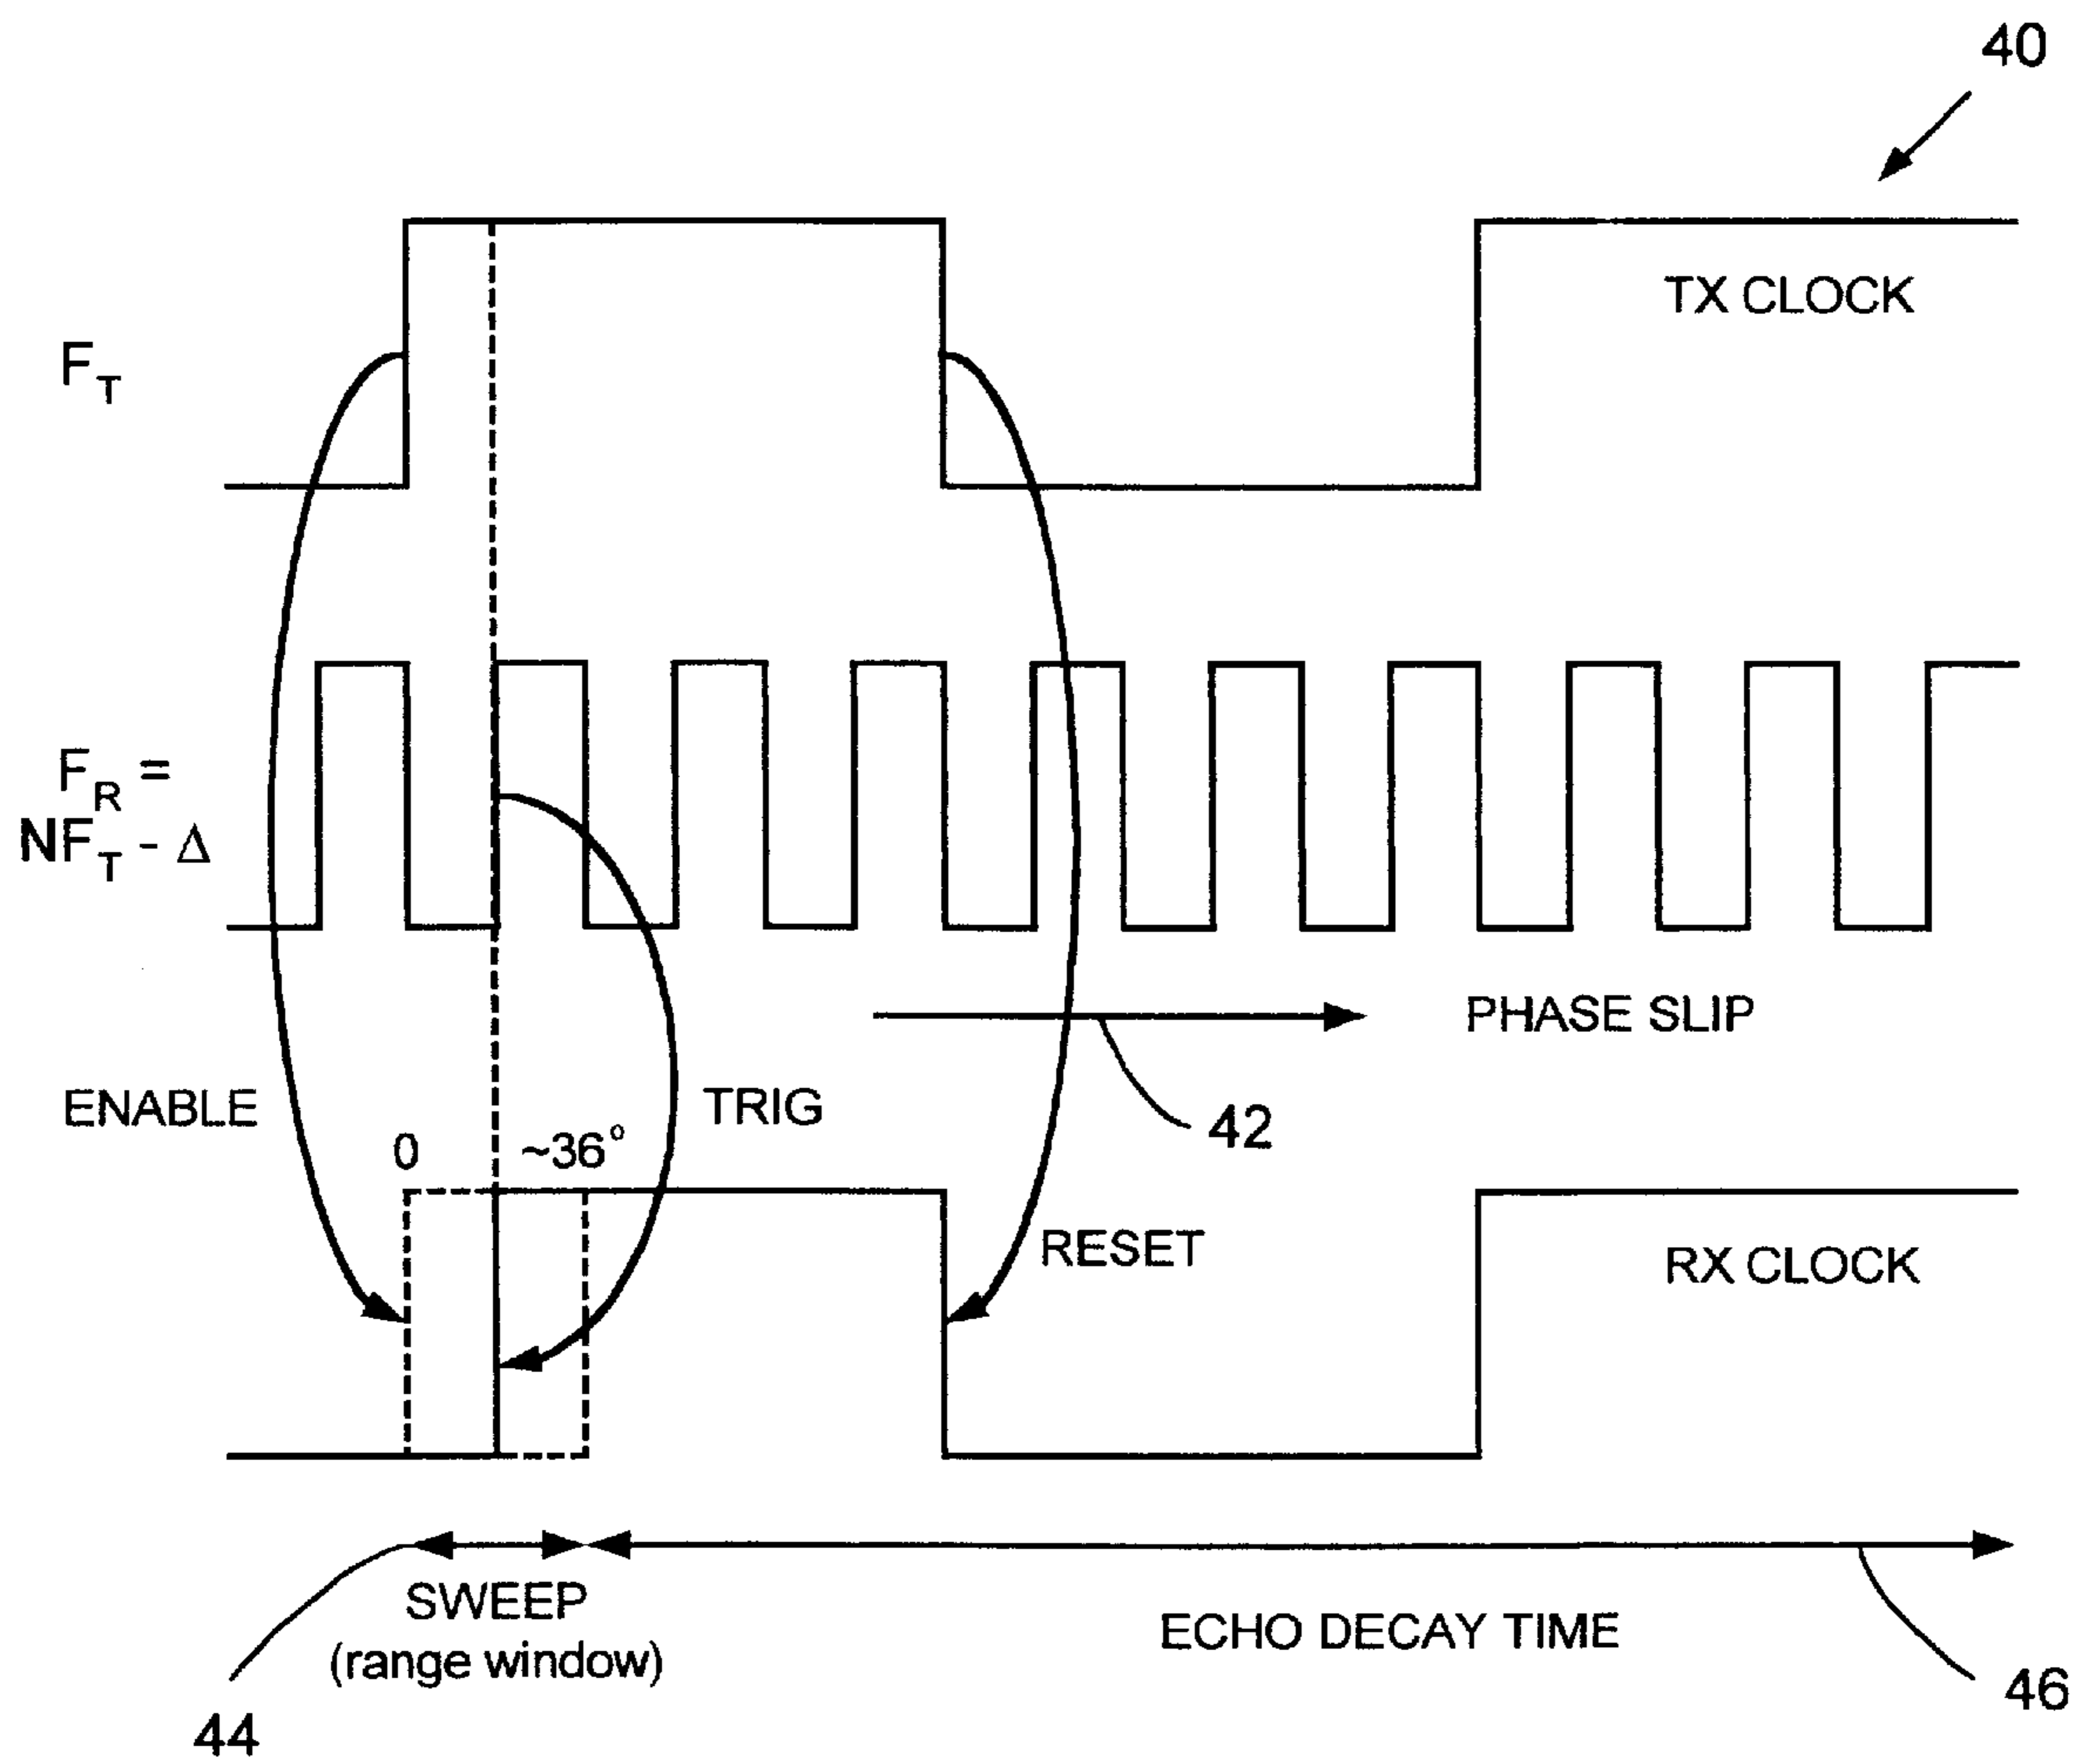 40
TX CLOCK
F_T
F_R =
NF_T - Δ
PHASE SLIP
42
ENABLE
TRIG
0
~36°
RESET
RX CLOCK
SWEEP
(range window)
ECHO DECAY TIME
44
46